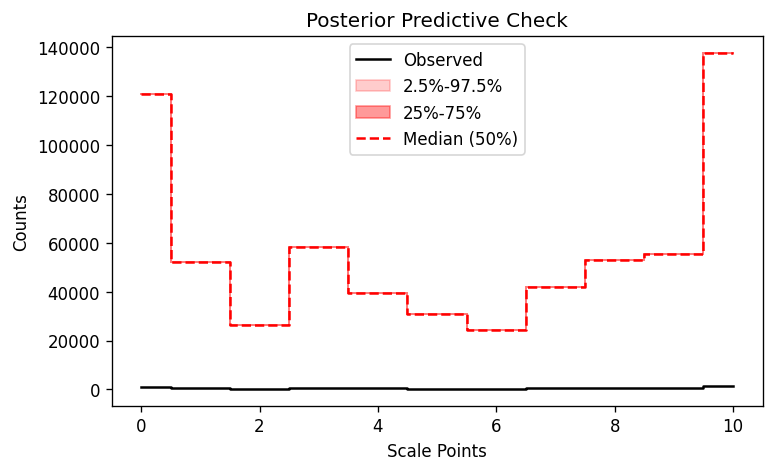 Posterior Predictive Check
Observed
2.5%-97.5%
25%-75%
Median (50%)
Counts
140000
120000
100000
80000
60000
40000
20000
0
0 2 4 6 8 10
Scale Points